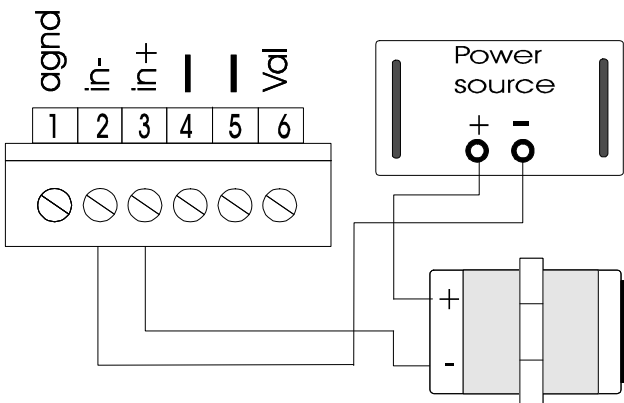 agnd in- in+ Val
1 2 3 4 5 6
Power
source
+ -
+
-